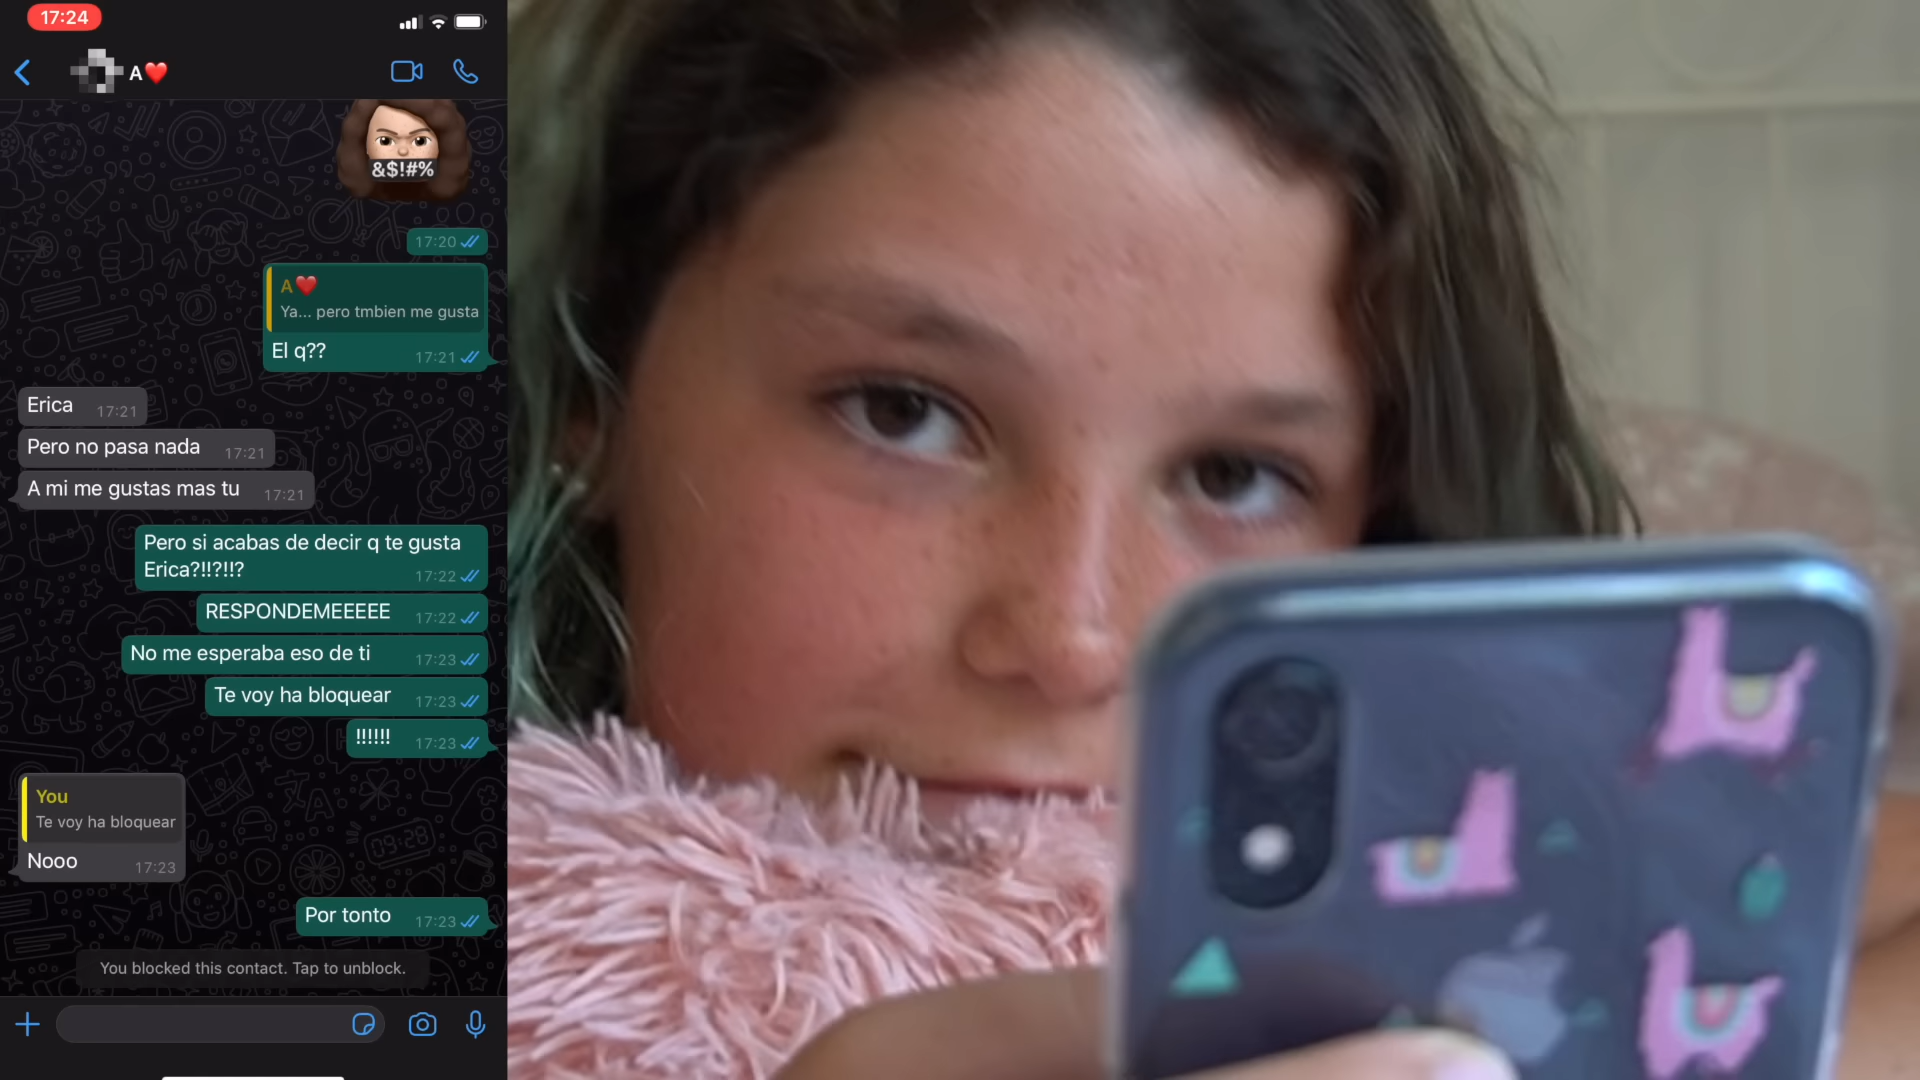 17:24
A❤️
&$!#%
17:20
A❤️
Ya... pero tmbien me gusta
El q??
17:21
Erica
17:21
Pero no pasa nada
17:21
A mi me gustas mas tu
17:21
Pero si acabas de decir q te gusta
Erica?!!?!!?
17:22
RESPONDEMEEEEE
17:22
No me esperaba eso de ti
17:23
Te voy ha bloquear
17:23
!!!!!!
17:23
You
Te voy ha bloquear
Nooo
17:23
Por tonto
17:23
You blocked this contact. Tap to unblock.